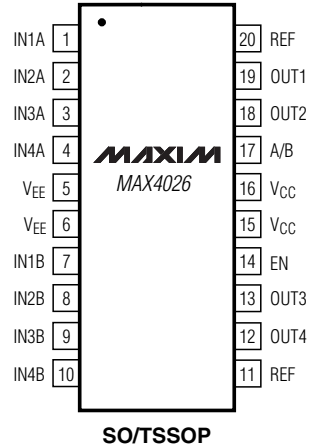 IN1A 1 20 REF
IN2A 2 19 OUT1
IN3A 3 18 OUT2
IN4A 4 MAXIM 17 A/B
VEE 5 MAX4026 16 VCC
VEE 6 15 VCC
IN1B 7 14 EN
IN2B 8 13 OUT3
IN3B 9 12 OUT4
IN4B 10 11 REF
SO/TSSOP